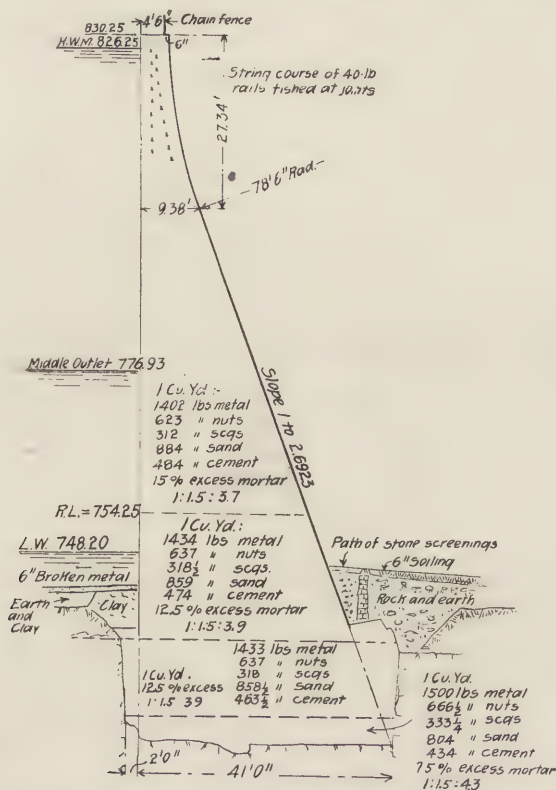 4'6" Chain fence
830.25
H.W.M. 826.25
6"
String course of 40-lb
rails fished at joints
27.34'
78'6" Rad.
9.38'
Middle Outlet 776.93
Slope 1 to 2.6923
1 Cu. Yd:-
1402 lbs metal
623 " nuts
312 " scgs
884 " sand
484 " cement
15% excess mortar
1:1.5:3.7
R.L.=754.25
1 Cu. Yd.:
1434 lbs metal
637 " nuts
318½ " scgs.
859 " sand
474 " cement
12.5% excess mortar
1:1.5:3.9
L.W. 748.20
6" Broken metal
Earth
and
Clay
Clay
Path of stone screenings
6" Soiling
Rock and earth
1433 lbs metal
637 " nuts
318 " scgs
858½ " sand
463½ " cement
1 Cu. Yd.
12.5% excess
1:1.5 3.9
1 Cu. Yd.
1500 lbs metal
666½ " nuts
333¼ " scgs
804 " sand
434 " cement
7.5% excess mortar
1:1.5:4.3
2'0"
41'0"